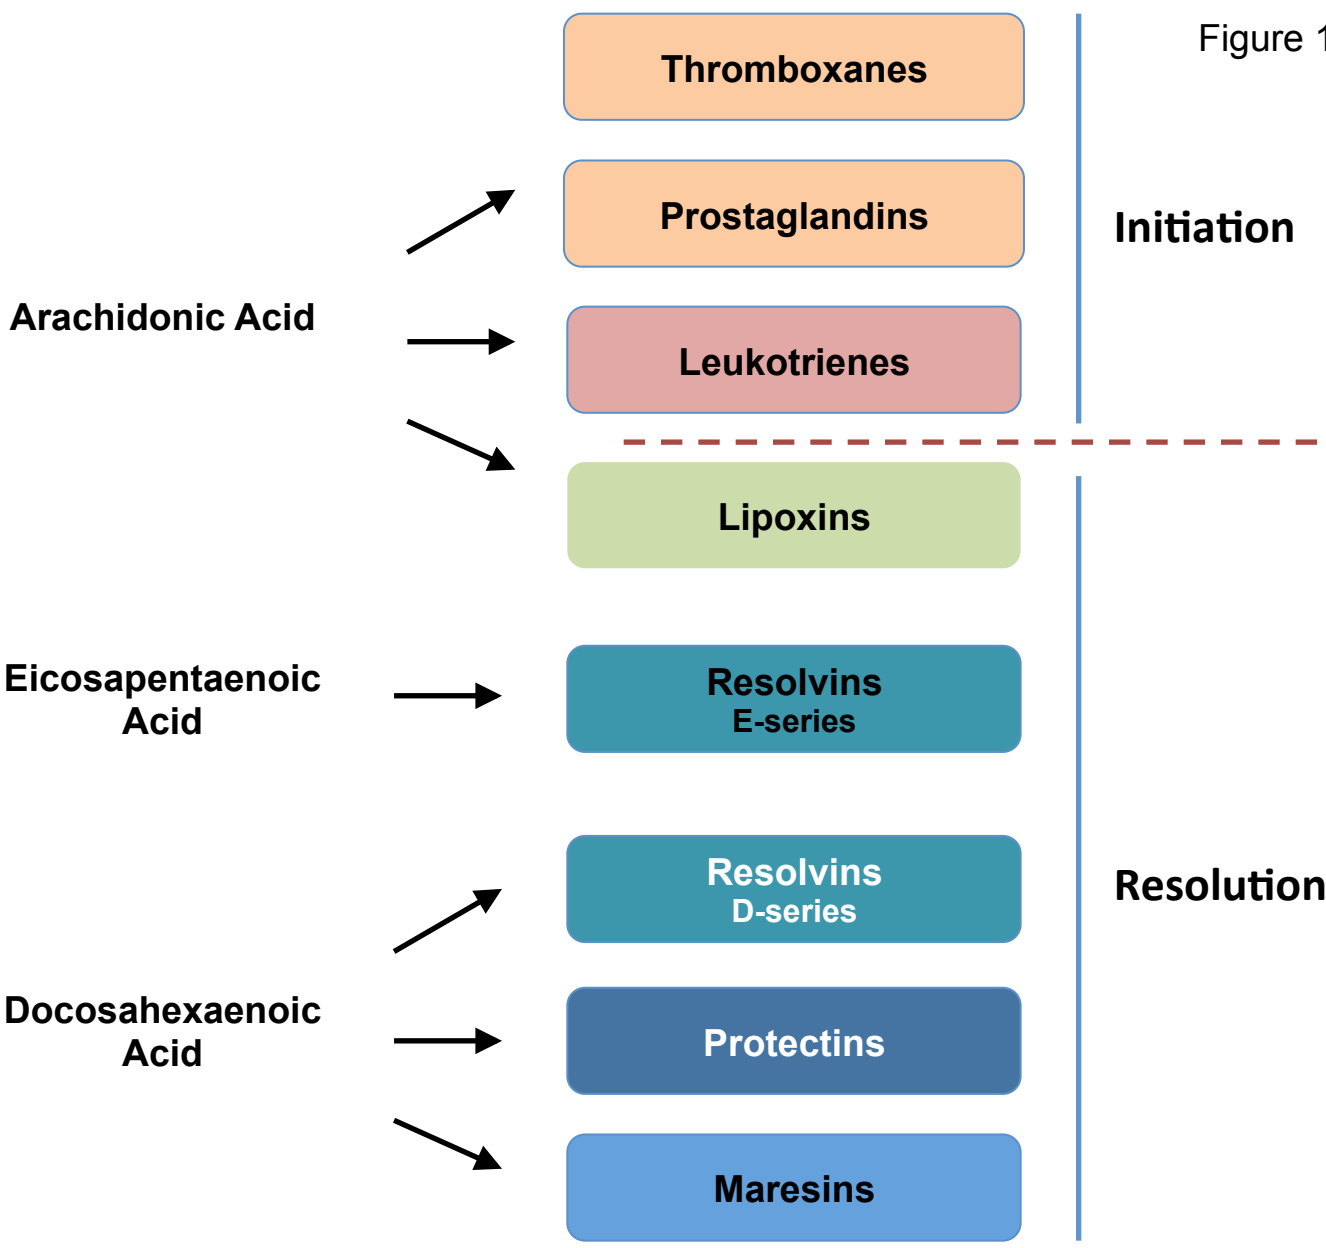 Figure 1
Thromboxanes
Prostaglandins
Initiation
Arachidonic Acid
Leukotrienes
Lipoxins
Eicosapentaenoic
Acid
Resolvins
E-series
Resolvins
D-series
Resolution
Docosahexaenoic
Acid
Protectins
Maresins